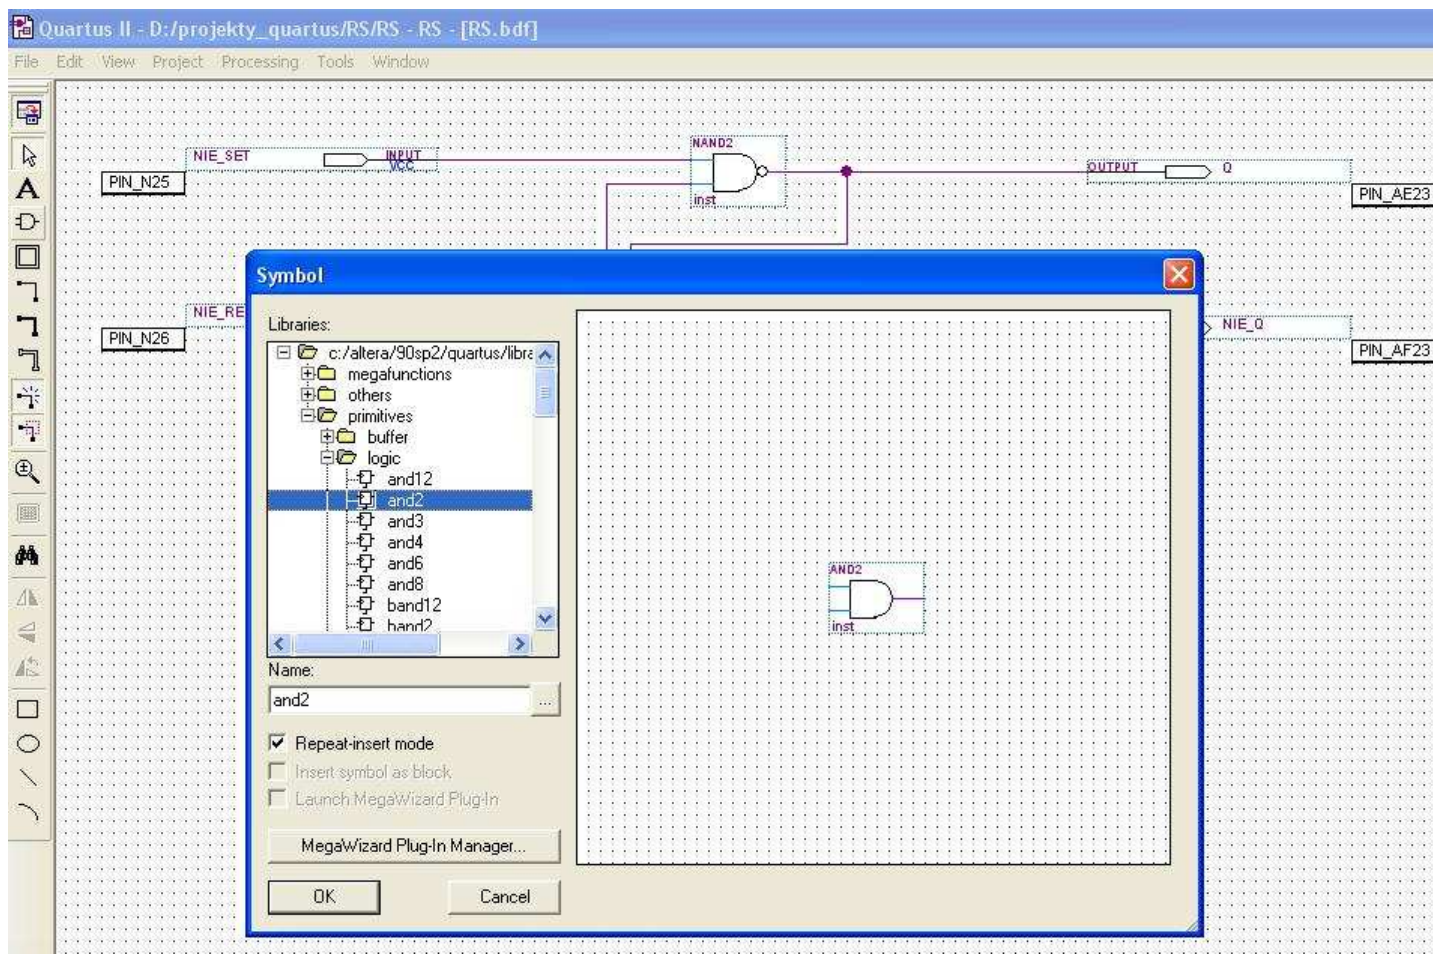 Quartus II - D:/projekty_quartus/RS/RS - RS - [RS.bdf]
File Edit View Project Processing Tools Window
NIE_SET
INPUT
VCC
PIN_N25
NAND2
inst
OUTPUT
Q
PIN_AE23
Symbol
NIE_RE
PIN_N26
NIE_Q
PIN_AF23
Libraries:
c:/altera/90sp2/quartus/libra
megafunctions
others
primitives
buffer
logic
and12
and2
and3
and4
and6
and8
band12
band2
Name:
and2
...
Repeat-insert mode
Insert symbol as block
Launch MegaWizard Plug-In
MegaWizard Plug-In Manager...
OK
Cancel
AND2
inst